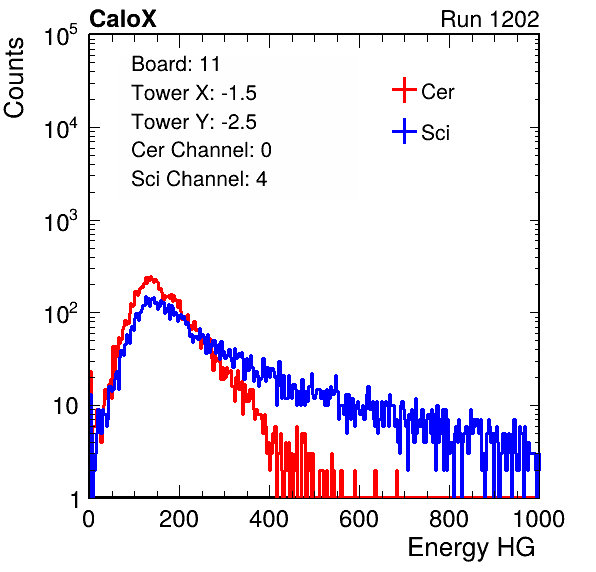 CaloX Run 1202
Counts
10^5
10^4
10^3
10^2
10
1
Board: 11
Tower X: -1.5
Tower Y: -2.5
Cer Channel: 0
Sci Channel: 4
Cer
Sci
0 200 400 600 800 1000
Energy HG